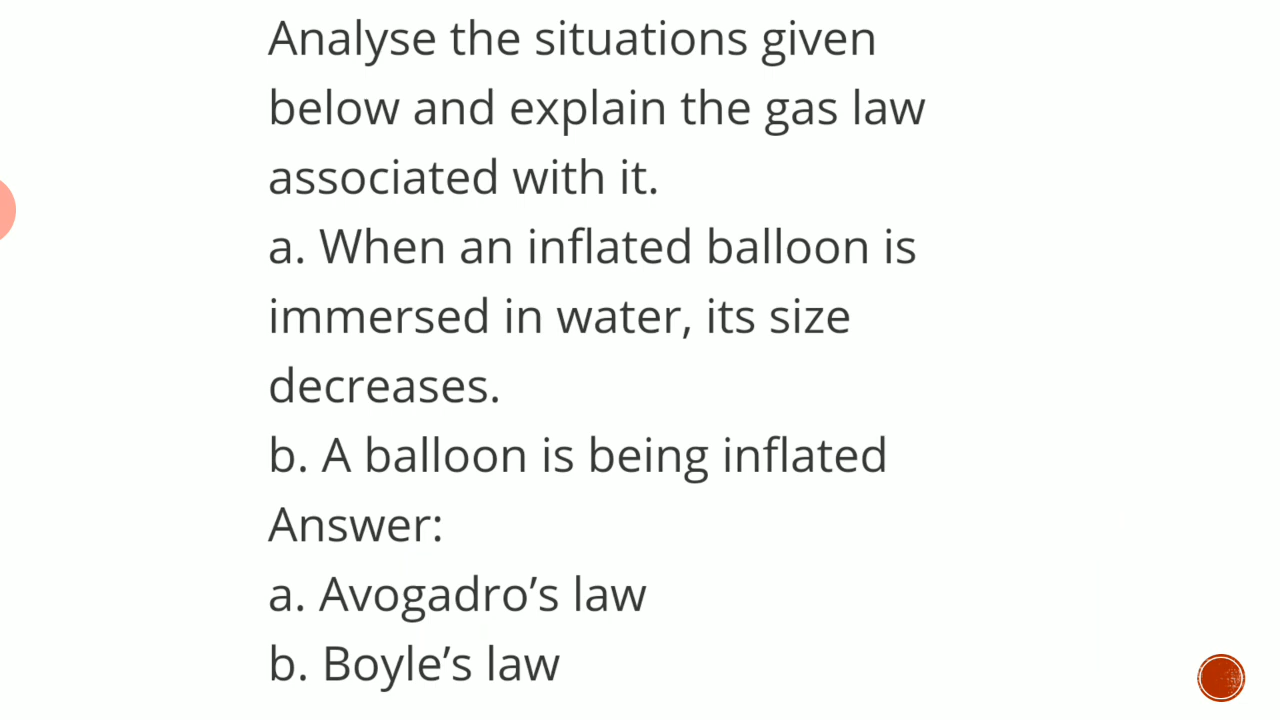 Analyse the situations given
below and explain the gas law
associated with it.
a. When an inflated balloon is
immersed in water, its size
decreases.
b. A balloon is being inflated
Answer:
a. Avogadro’s law
b. Boyle’s law